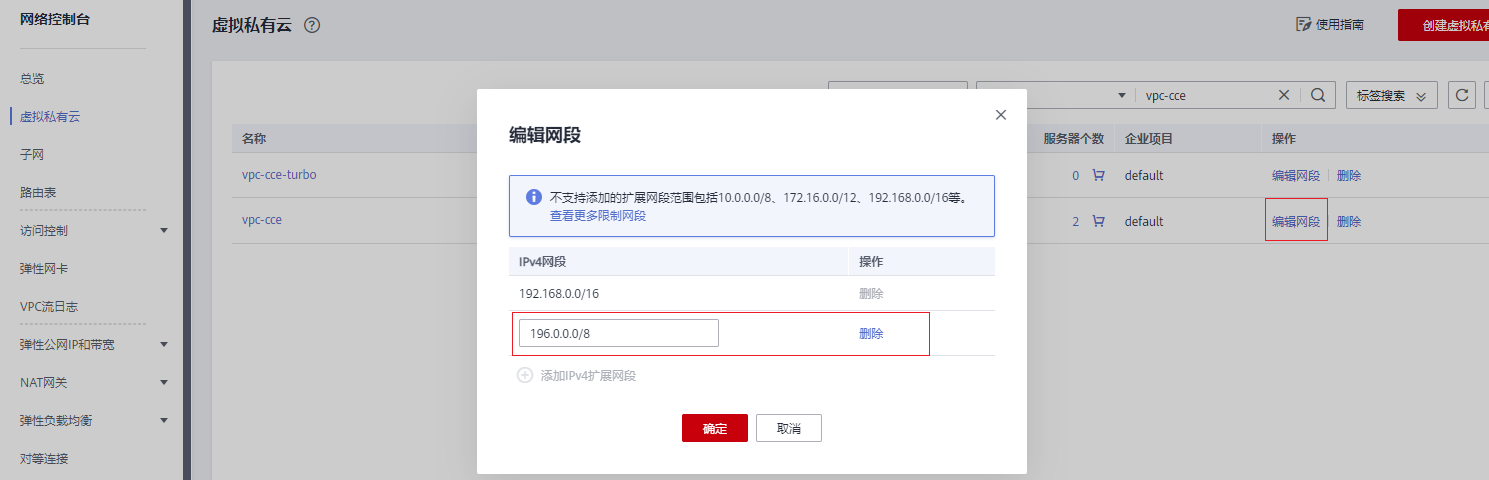 网络控制台
总览
虚拟私有云
子网
路由表
访问控制
弹性网卡
VPC流日志
弹性公网IP和带宽
NAT网关
弹性负载均衡
对等连接
虚拟私有云
使用指南
创建虚拟私有
vpc-cce
标签搜索
名称
服务器个数
企业项目
操作
vpc-cce-turbo
0
default
编辑网段
删除
vpc-cce
2
default
编辑网段
删除
编辑网段
不支持添加的扩展网段范围包括10.0.0.0/8、172.16.0.0/12、192.168.0.0/16等。
查看更多限制网段
IPv4网段
操作
192.168.0.0/16
删除
196.0.0.0/8
删除
添加IPv4扩展网段
确定
取消